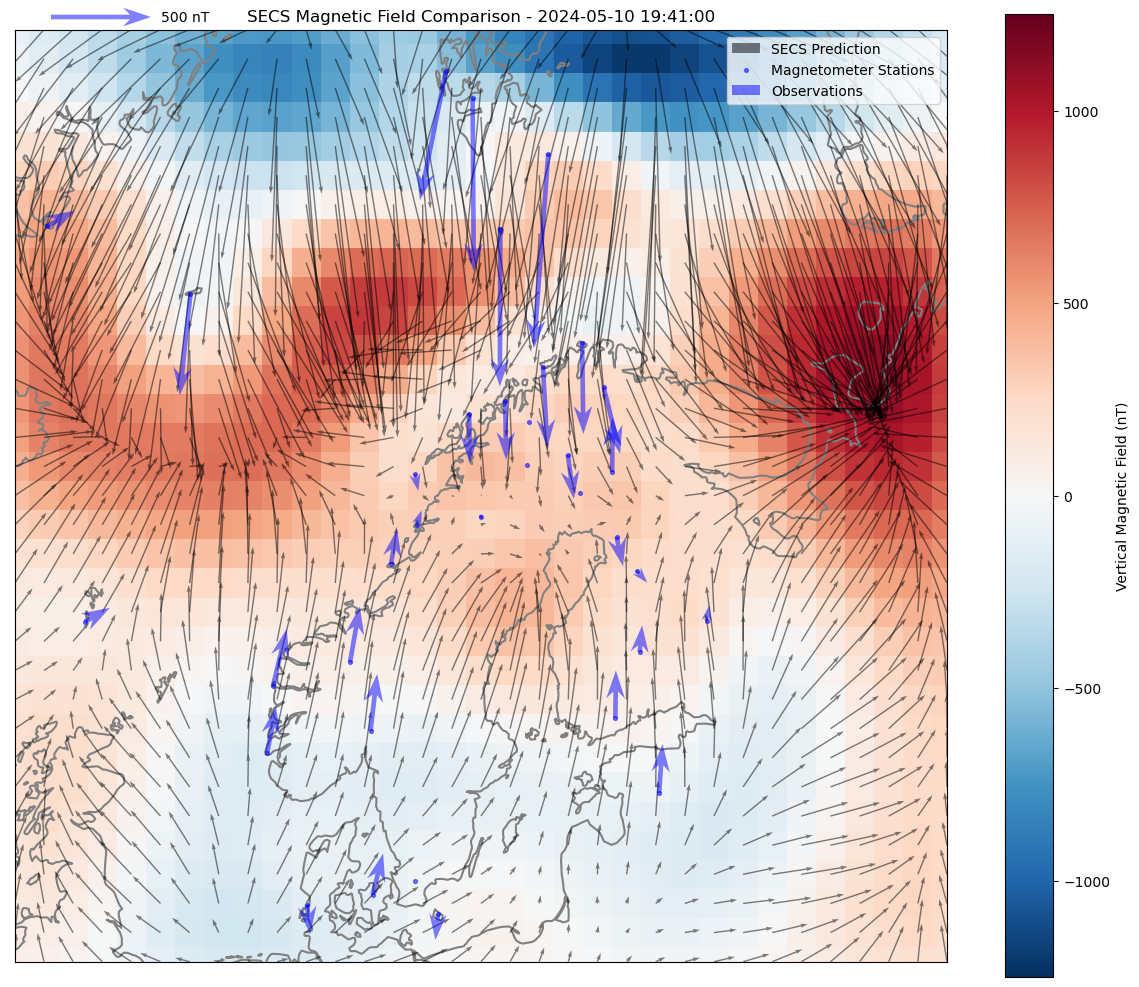 500 nT
SECS Magnetic Field Comparison - 2024-05-10 19:41:00
SECS Prediction
Magnetometer Stations
Observations
1000
500
0
−500
−1000
Vertical Magnetic Field (nT)